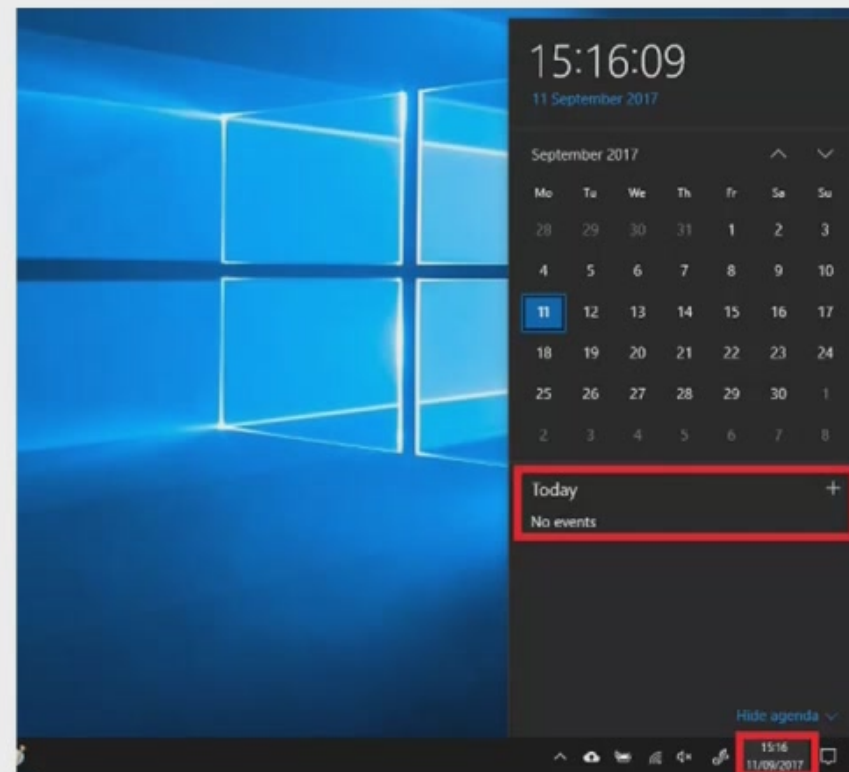 15:16:09
11 September 2017
September 2017
Mo Tu We Th Fr Sa Su
28 29 30 31 1 2 3
4 5 6 7 8 9 10
11 12 13 14 15 16 17
18 19 20 21 22 23 24
25 26 27 28 29 30 1
2 3 4 5 6 7 8
Today +
No events
Hide agenda
15:16
11/09/2017